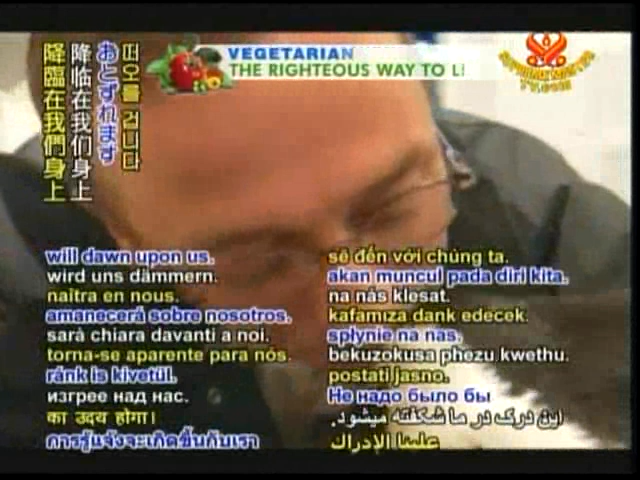 VEGETARIAN
THE RIGHTEOUS WAY TO LI
SUPREME MASTER
TV.COM
降臨在我們身上
降临在我们身上
おとずれます
떠오를 겁니다
will dawn upon us.
wird uns dämmern.
naîtra en nous.
amanecerá sobre nosotros.
sarà chiara davanti a noi.
torna-se aparente para nós.
ránk is kivetül.
изгрее над нас.
का उदय होगा।
การรู้แจ้งจะเกิดขึ้นกับเรา
sẽ đến với chúng ta.
akan muncul pada diri kita.
na nás klesat.
kafamıza dank edecek.
spłynie na nas.
bekuzokusa phezu kwethu.
postati jasno.
Не надо было бы
این درک در ما شکفته میشود.
علينا الإدراك